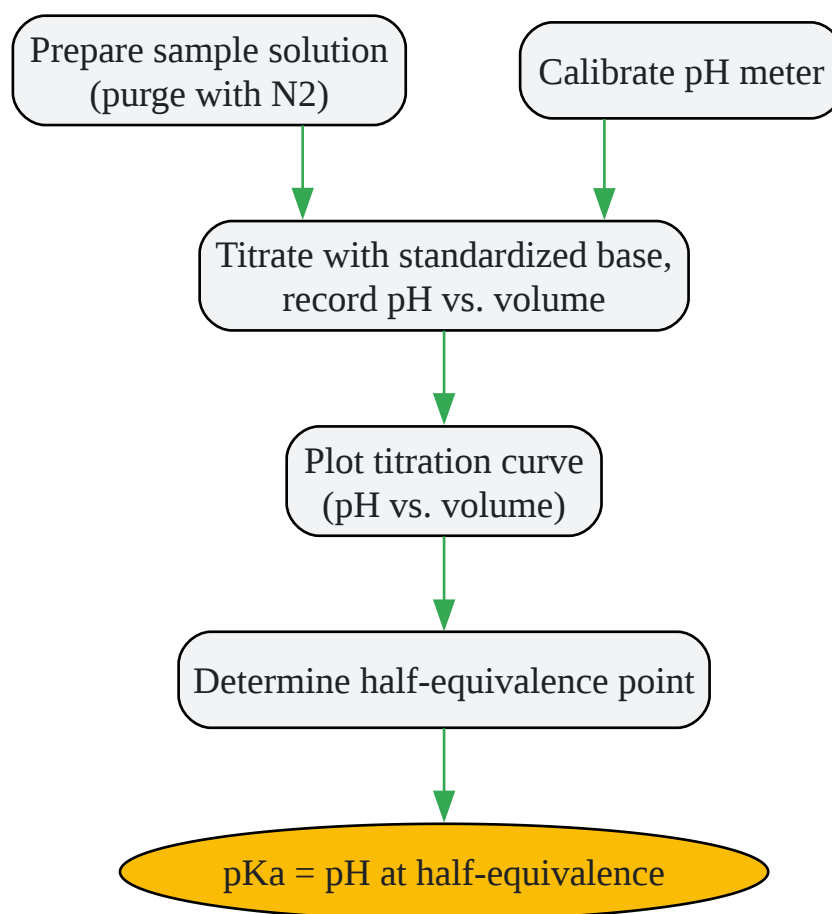 Prepare sample solution
(purge with N2)
Calibrate pH meter
Titrate with standardized base,
record pH vs. volume
Plot titration curve
(pH vs. volume)
Determine half-equivalence point
pKa = pH at half-equivalence